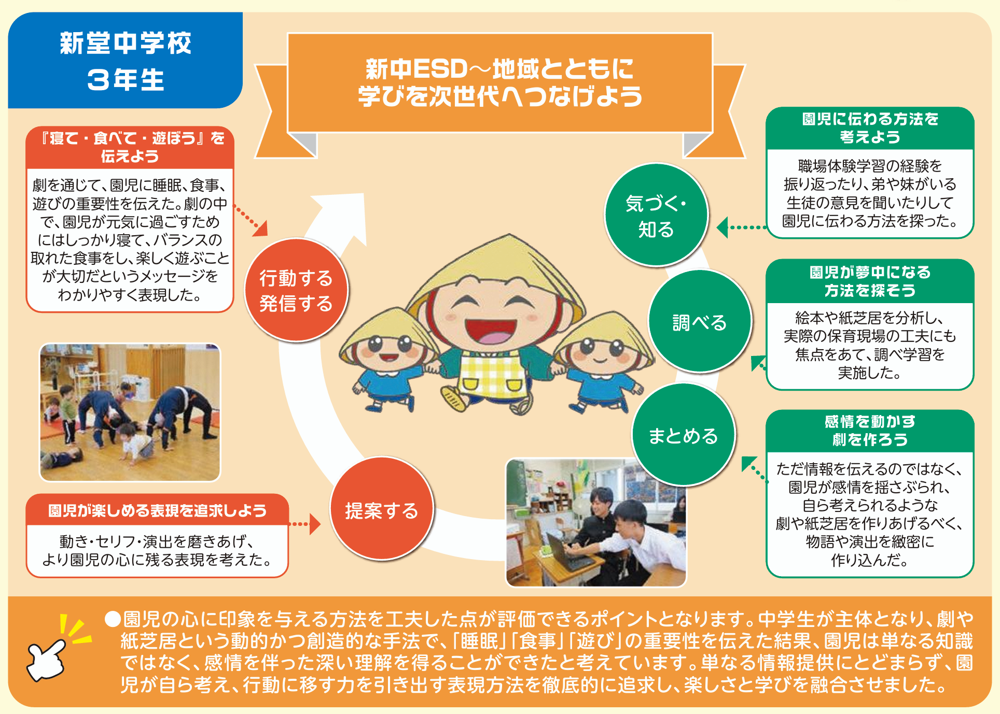 新堂中学校
３年生
新中ESD～地域とともに
学びを次世代へつなげよう
園児に伝わる方法を
考えよう
職場体験学習の経験を
振り返ったり、弟や妹がいる
生徒の意見を聞いたりして
園児に伝わる方法を探った。
気づく・
知る
園児が夢中になる
方法を探そう
絵本や紙芝居を分析し、
実際の保育現場の工夫にも
焦点をあて、調べ学習を
実施した。
調べる
感情を動かす
劇を作ろう
ただ情報を伝えるのではなく、
園児が感情を揺さぶられ、
自ら考えられるような
劇や紙芝居を作りあげるべく、
物語や演出を緻密に
作り込んだ。
まとめる
園児が楽しめる表現を追求しよう
動き・セリフ・演出を磨きあげ、
より園児の心に残る表現を考えた。
提案する
『寝て・食べて・遊ぼう』を
伝えよう
劇を通じて、園児に睡眠、食事、
遊びの重要性を伝えた。劇の中
で、園児が元気に過ごすため
にはしっかり寝て、バランスの
取れた食事をし、楽しく遊ぶこと
が大切だというメッセージを
わかりやすく表現した。
行動する
発信する
●園児の心に印象を与える方法を工夫した点が評価できるポイントとなります。中学生が主体となり、劇や
紙芝居という動的かつ創造的な手法で、「睡眠」「食事」「遊び」の重要性を伝えた結果、園児は単なる知識
ではなく、感情を伴った深い理解を得ることができたと考えています。単なる情報提供にとどまらず、園
児が自ら考え、行動に移す力を引き出す表現方法を徹底的に追求し、楽しさと学びを融合させました。